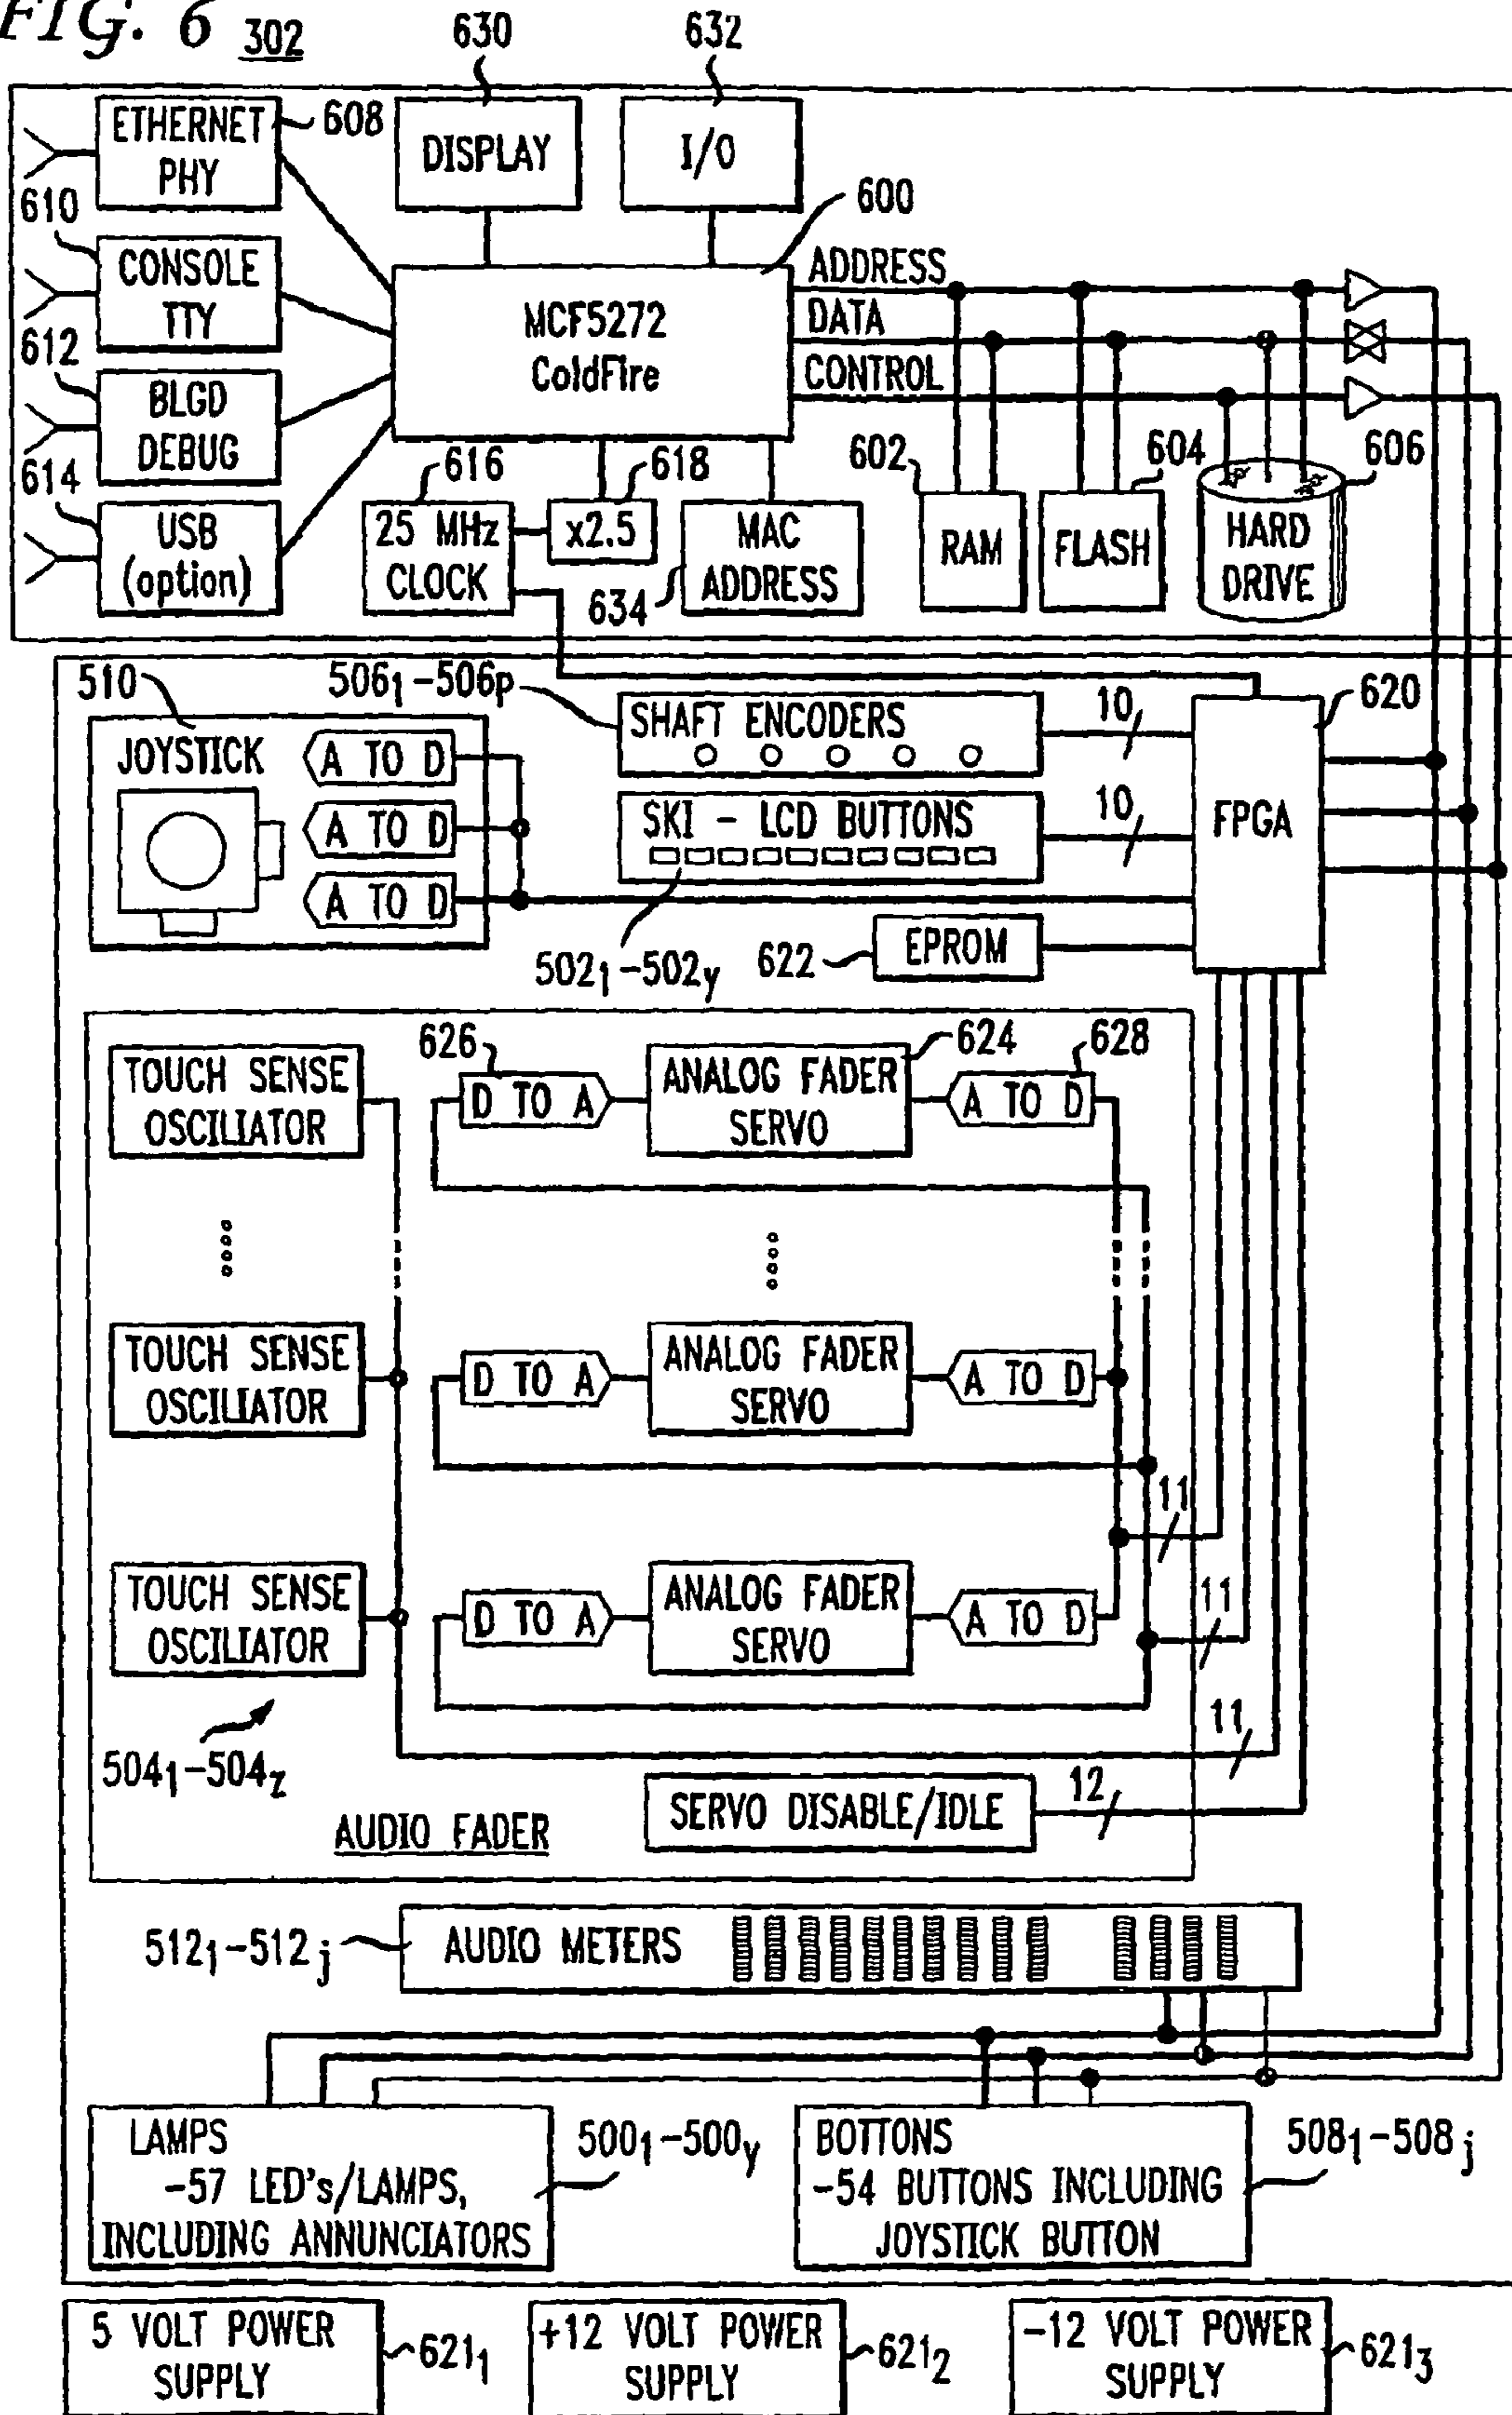 FIG. 6 302
630
632
ETHERNET
PHY
608
DISPLAY
I/O
610
600
CONSOLE
TTY
MCF5272
ColdFire
ADDRESS
DATA
CONTROL
612
BLGD
DEBUG
614
616
618
602
604
606
USB
(option)
25 MHz
CLOCK
x2.5
MAC
ADDRESS
634
RAM
FLASH
HARD
DRIVE
510
506₁-506p
620
JOYSTICK
A TO D
A TO D
A TO D
SHAFT ENCODERS
10
SKI - LCD BUTTONS
10
FPGA
502₁-502y
622
EPROM
626
624
628
TOUCH SENSE
OSCILIATOR
D TO A
ANALOG FADER
SERVO
A TO D
TOUCH SENSE
OSCILIATOR
D TO A
ANALOG FADER
SERVO
A TO D
11
TOUCH SENSE
OSCILIATOR
D TO A
ANALOG FADER
SERVO
A TO D
11
11
504₁-504z
SERVO DISABLE/IDLE
12
AUDIO FADER
512₁-512j
AUDIO METERS
LAMPS
-57 LED's/LAMPS,
INCLUDING ANNUNCIATORS
500₁-500y
BOTTONS
-54 BUTTONS INCLUDING
JOYSTICK BUTTON
508₁-508j
5 VOLT POWER
SUPPLY
621₁
+12 VOLT POWER
SUPPLY
621₂
-12 VOLT POWER
SUPPLY
621₃